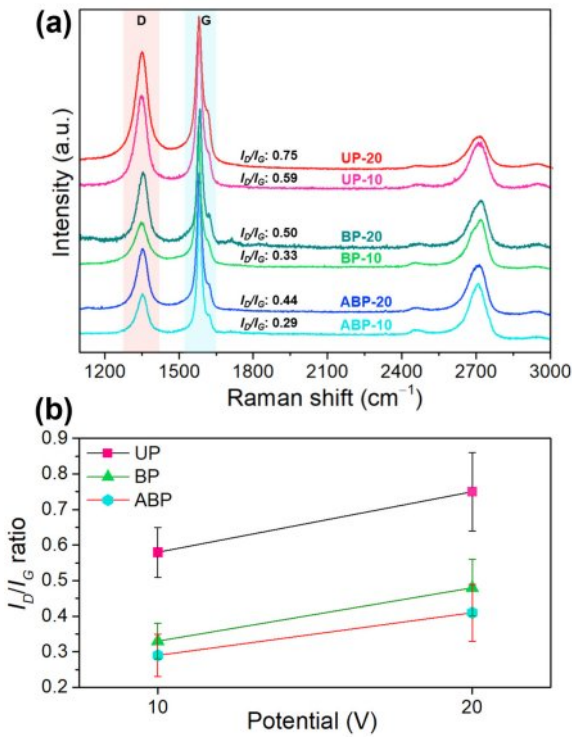 (a)
D G
Intensity (a.u.)
I_D/I_G: 0.75 UP-20
I_D/I_G: 0.59 UP-10
I_D/I_G: 0.50 BP-20
I_D/I_G: 0.33 BP-10
I_D/I_G: 0.44 ABP-20
I_D/I_G: 0.29 ABP-10
1200 1500 1800 2100 2400 2700 3000
Raman shift (cm⁻¹)
(b)
0.9
0.8
0.7
0.6
0.5
0.4
0.3
0.2
I_D/I_G ratio
UP
BP
ABP
10 20
Potential (V)